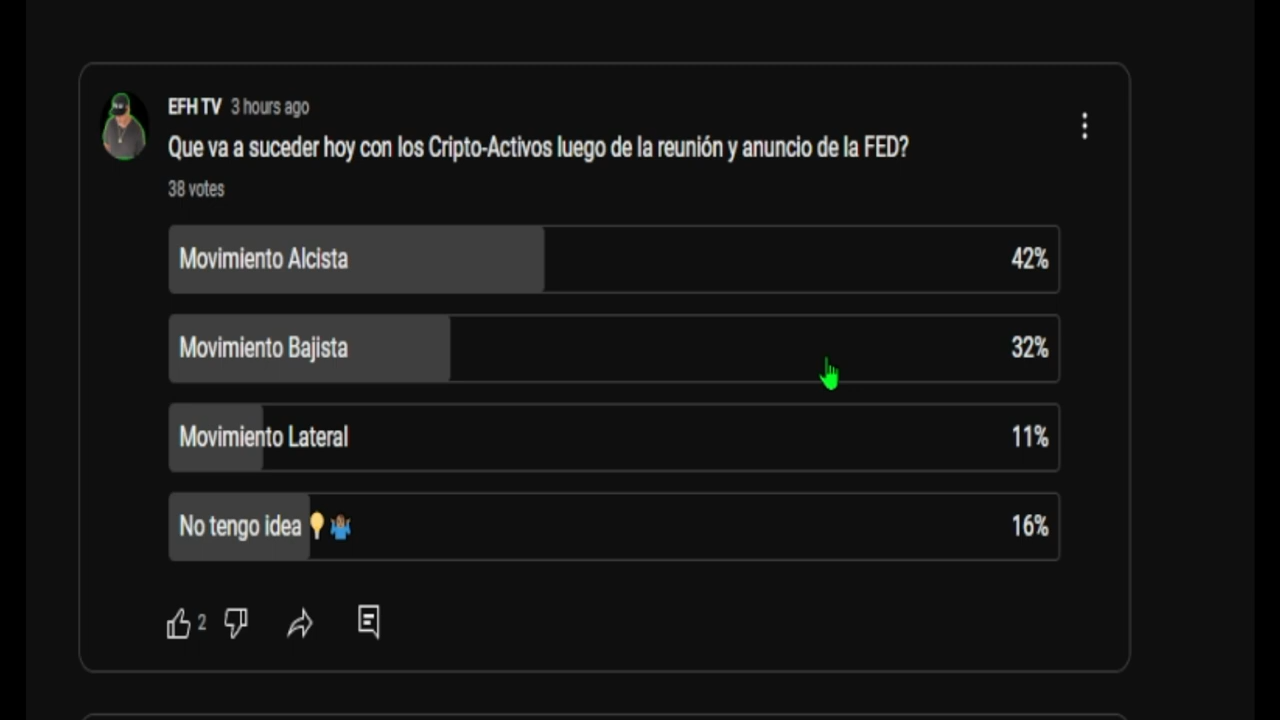 EFH TV 3 hours ago
Que va a suceder hoy con los Cripto-Activos luego de la reunión y anuncio de la FED?
38 votes
Movimiento Alcista 42%
Movimiento Bajista 32%
Movimiento Lateral 11%
No tengo idea 16%
2